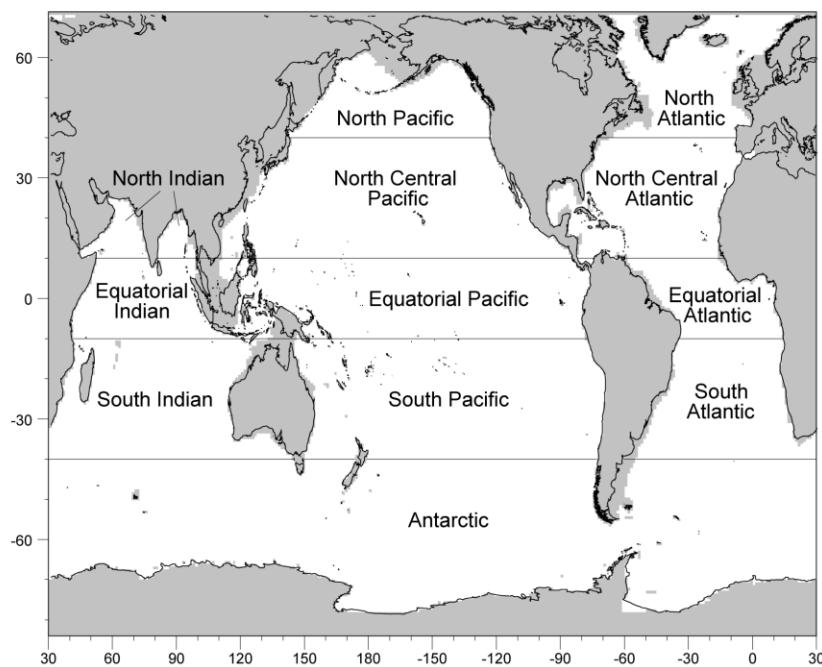 60
North Pacific
North
Atlantic
30
North Indian
North Central
Pacific
North Central
Atlantic
0
Equatorial
Indian
Equatorial Pacific
Equatorial
Atlantic
-30
South Indian
South Pacific
South
Atlantic
-60
Antarctic
30 60 90 120 150 180 -150 -120 -90 -60 -30 0 30